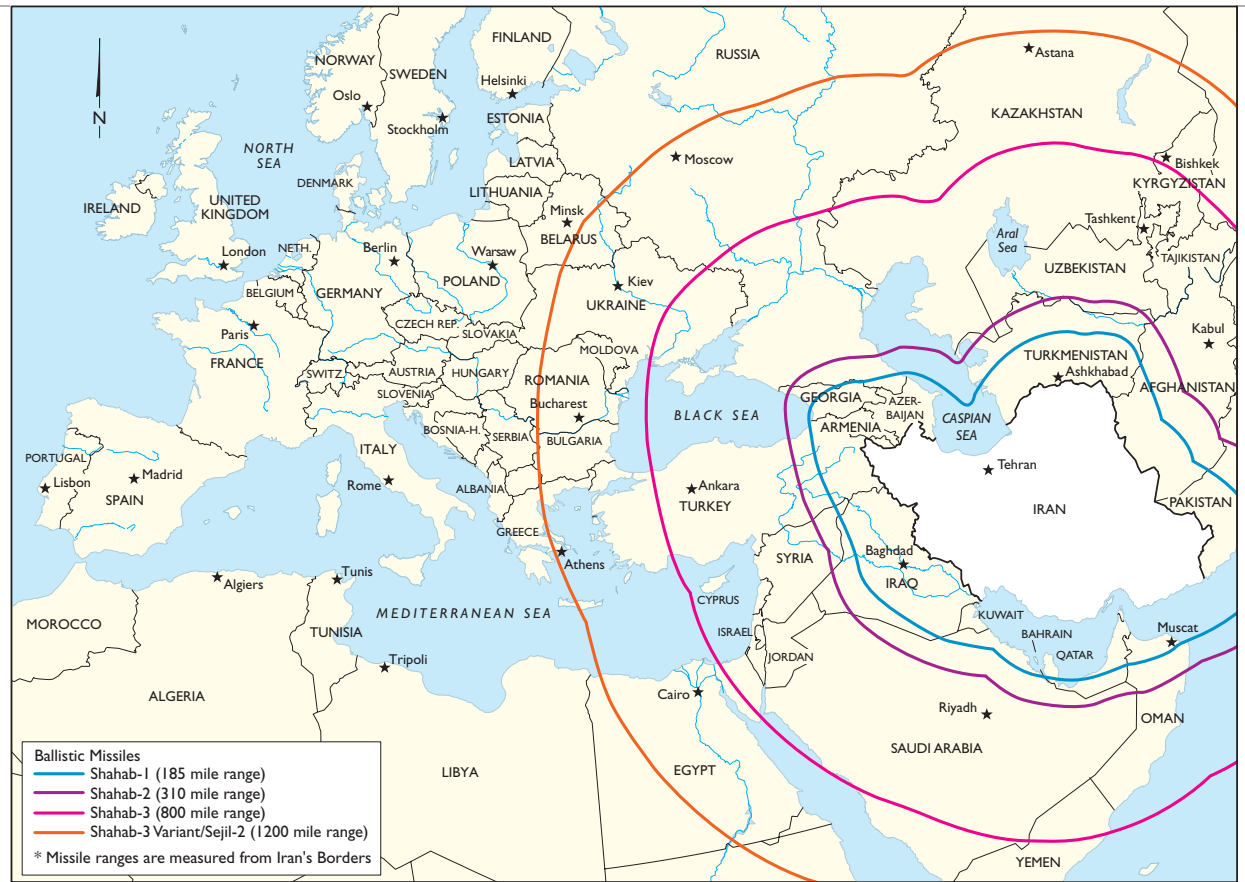 FINLAND
NORWAY
SWEDEN
RUSSIA
Astana
Helsinki
Oslo
Stockholm
ESTONIA
KAZAKHSTAN
N
NORTH
SEA
LATVIA
Moscow
Bishkek
DENMARK
LITHUANIA
KYRGYZISTAN
IRELAND
UNITED
KINGDOM
Minsk
BELARUS
Tashkent
Aral
Sea
London
NETH.
Berlin
Warsaw
POLAND
UZBEKISTAN
TAJIKISTAN
BELGIUM
GERMANY
Kiev
UKRAINE
Paris
CZECH REP.
SLOVAKIA
Kabul
FRANCE
MOLDOVA
SWITZ.
AUSTRIA
HUNGARY
ROMANIA
TURKMENISTAN
Ashkhabad
SLOVENIA
Bucharest
GEORGIA
AFGHANISTAN
AZER-
BAIJAN
BLACK SEA
CASPIAN
SEA
BOSNIA-H.
SERBIA
BULGARIA
ARMENIA
ITALY
PORTUGAL
Madrid
Lisbon
SPAIN
Rome
ALBANIA
Ankara
TURKEY
Tehran
IRAN
PAKISTAN
GREECE
Athens
SYRIA
Baghdad
IRAQ
Algiers
Tunis
CYPRUS
MEDITERRANEAN SEA
KUWAIT
MOROCCO
TUNISIA
ISRAEL
BAHRAIN
Muscat
JORDAN
QATAR
Tripoli
ALGERIA
Cairo
Riyadh
OMAN
SAUDI ARABIA
LIBYA
EGYPT
YEMEN
Ballistic Missiles
Shahab-1 (185 mile range)
Shahab-2 (310 mile range)
Shahab-3 (800 mile range)
Shahab-3 Variant/Sejil-2 (1200 mile range)
* Missile ranges are measured from Iran's Borders